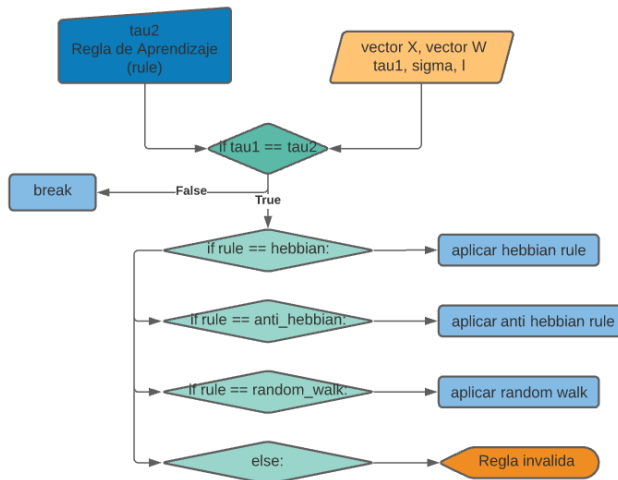 tau2
Regla de Aprendizaje
(rule)
vector X, vector W
tau1, sigma, l
if tau1 == tau2
break
False
True
if rule == hebbian:
aplicar hebbian rule
if rule == anti_hebbian:
aplicar anti hebbian rule
if rule == random_walk:
aplicar random walk
else:
Regla invalida